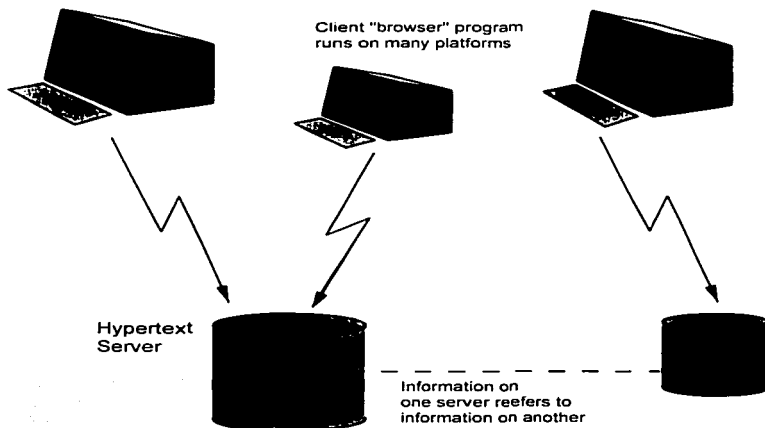 Client "browser" program
runs on many platforms
Hypertext
Server
Information on
one server reefers to
information on another